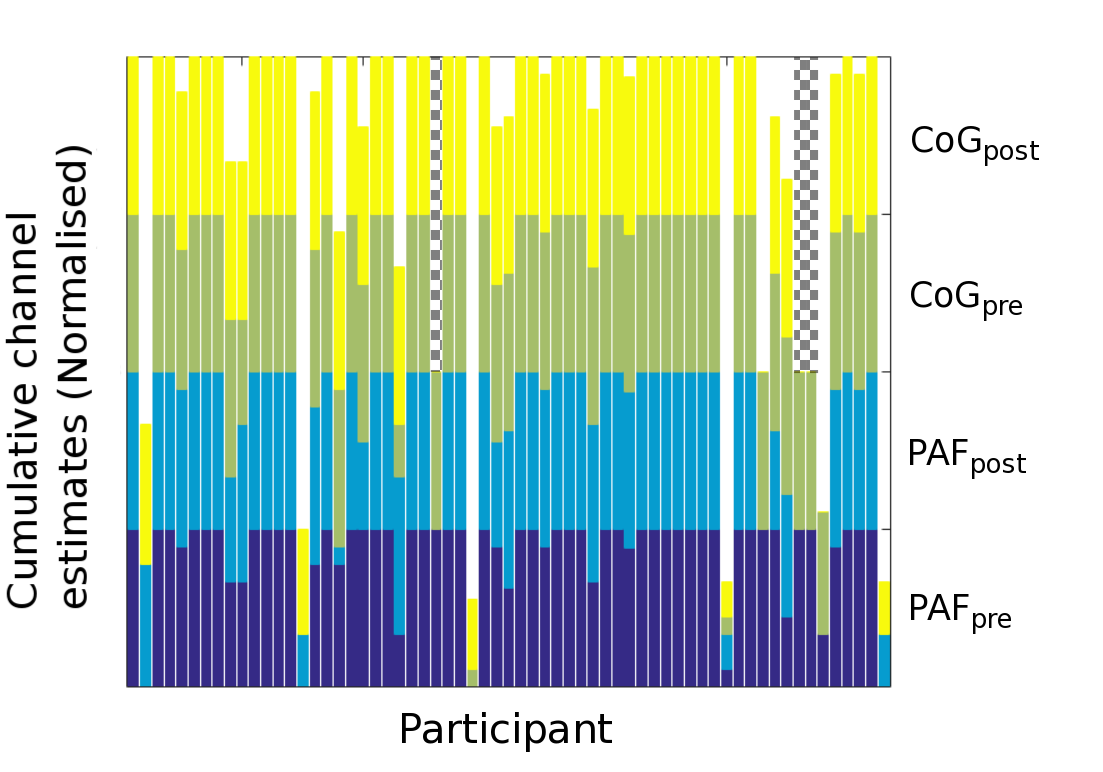 Cumulative channel
estimates (Normalised)
CoGpost
CoGpre
PAFpost
PAFpre
Participant